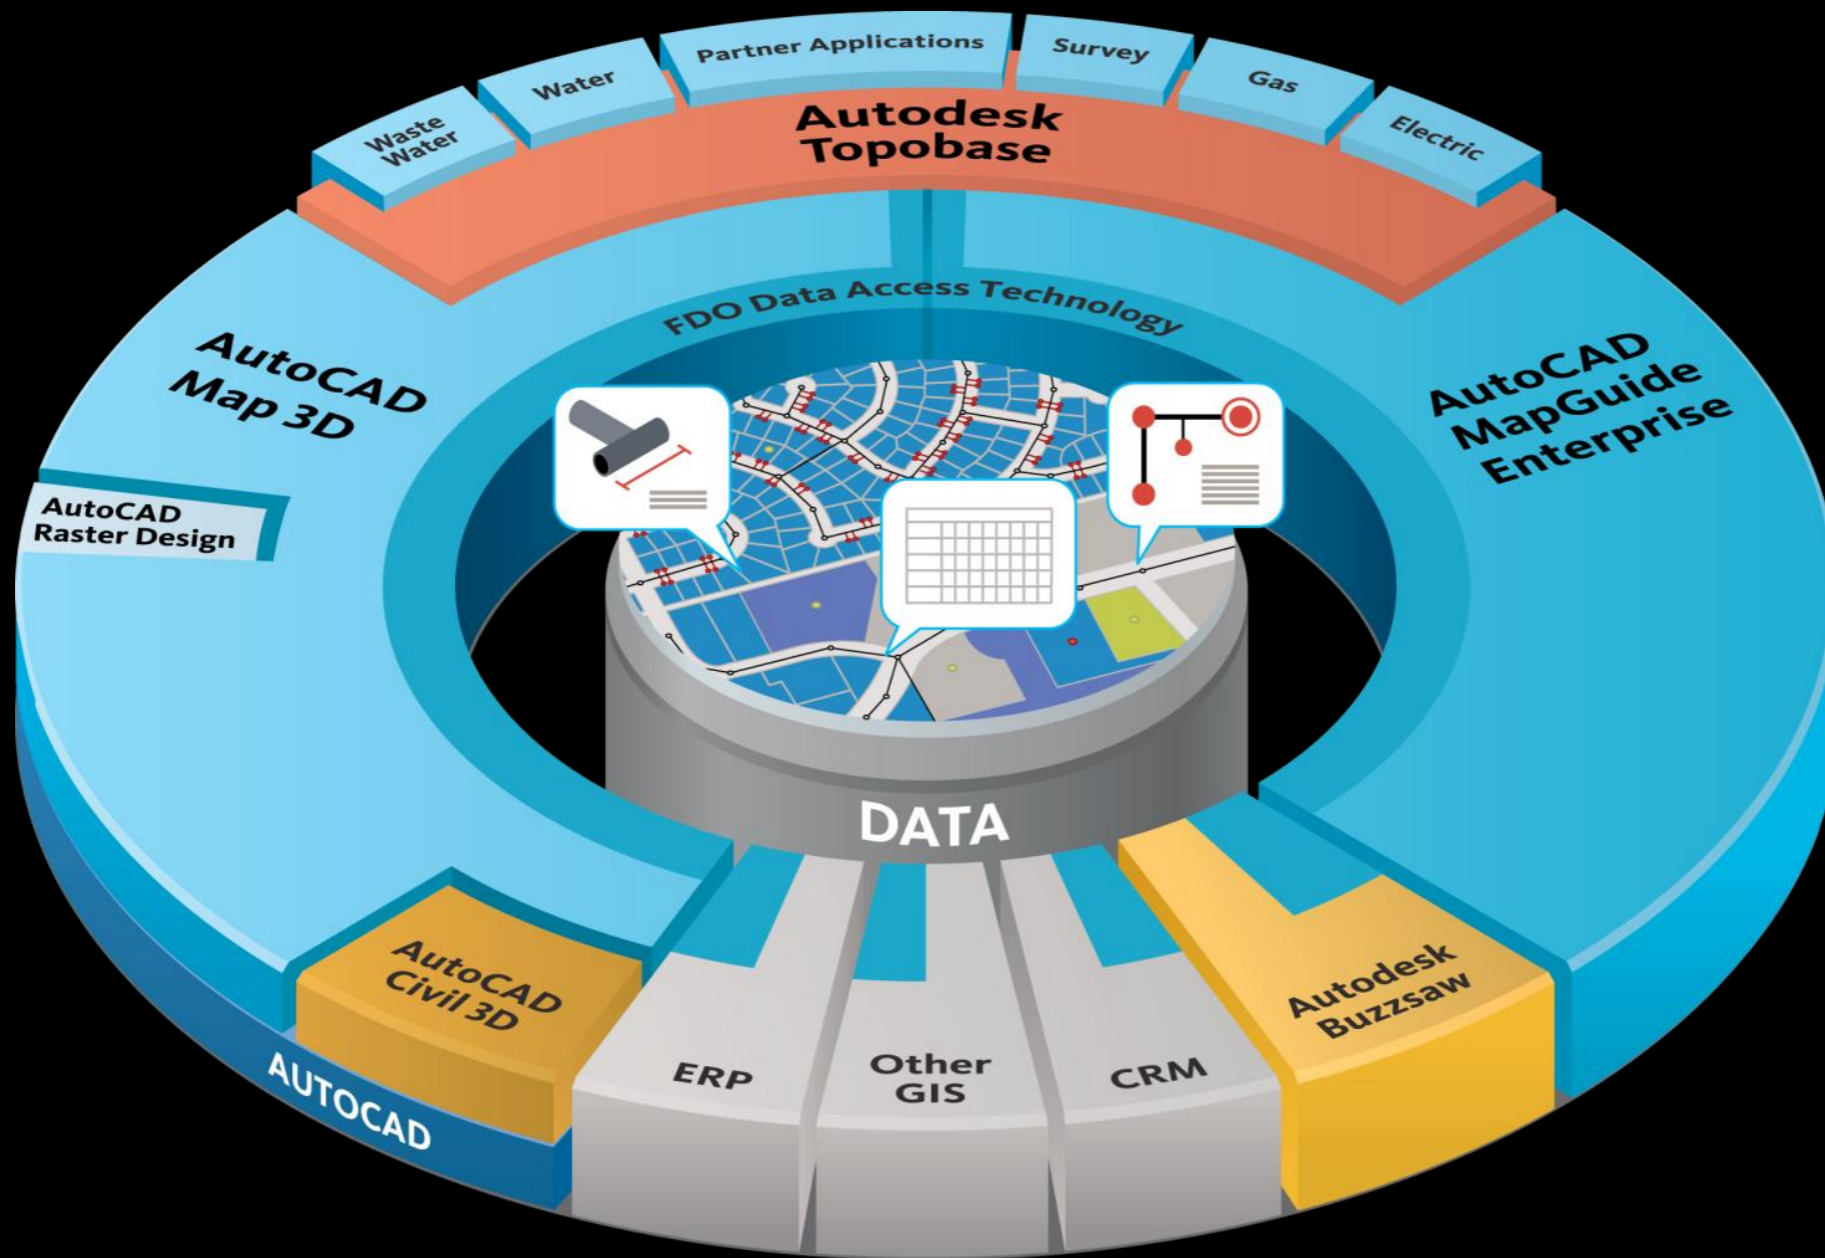 Partner Applications
Survey
Water
Gas
Waste
Water
Electric
Autodesk
Topobase
FDO Data Access Technology
AutoCAD
Map 3D
AutoCAD
MapGuide
Enterprise
AutoCAD
Raster Design
DATA
AutoCAD
Civil 3D
Autodesk
Buzzsaw
ERP
Other
GIS
CRM
AUTOCAD